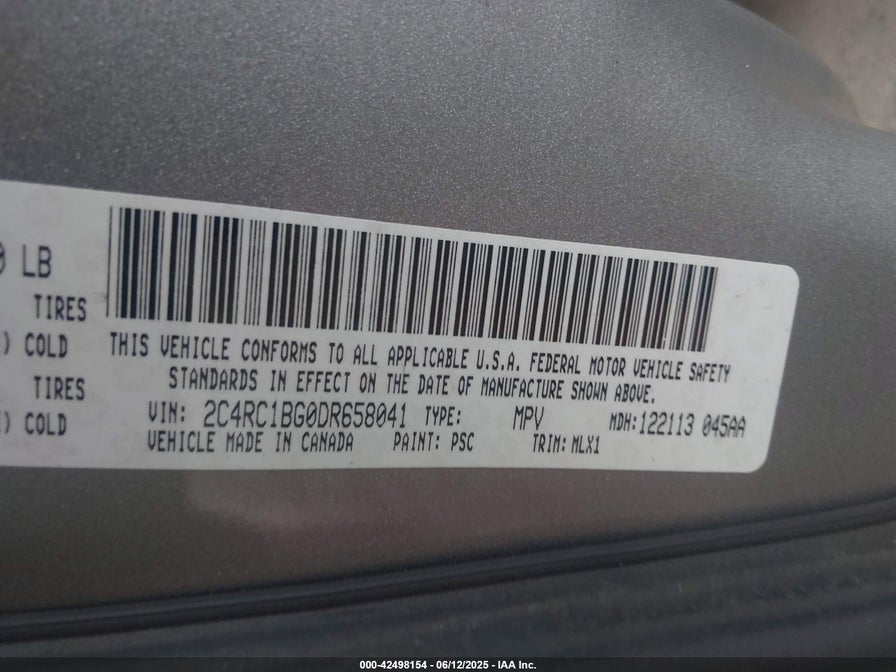 0 LB
TIRES
) COLD
TIRES
) COLD
THIS VEHICLE CONFORMS TO ALL APPLICABLE U.S.A. FEDERAL MOTOR VEHICLE SAFETY
STANDARDS IN EFFECT ON THE DATE OF MANUFACTURE SHOWN ABOVE.
VIN: 2C4RC1BG0DR658041 TYPE: MPV MDH:122113 045AA
VEHICLE MADE IN CANADA PAINT: PSC TRIM: MLX1
000-42498154 - 06/12/2025 - IAA Inc.